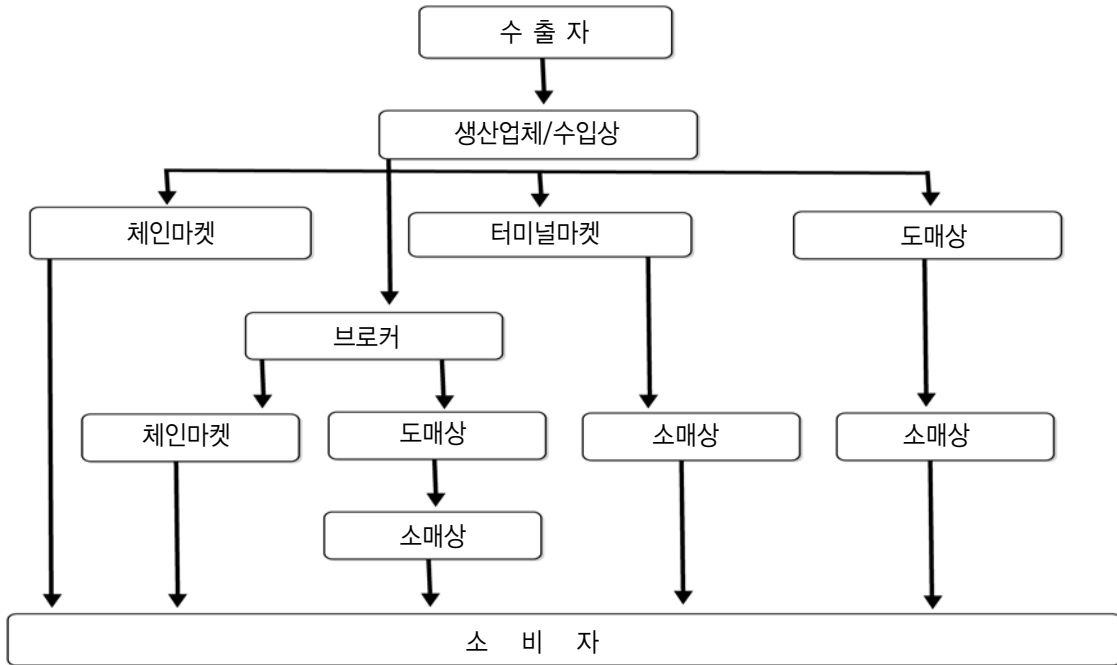 수 출 자
생산업체/수입상
체인마켓
터미널마켓
도매상
브로커
체인마켓
도매상
소매상
소매상
소매상
소 비 자